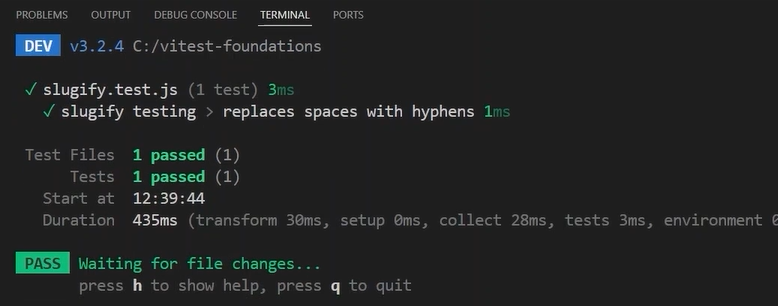 PROBLEMS OUTPUT DEBUG CONSOLE TERMINAL PORTS
DEV v3.2.4 C:/vitest-foundations
✓ slugify.test.js (1 test) 3ms
✓ slugify testing > replaces spaces with hyphens 1ms
Test Files 1 passed (1)
Tests 1 passed (1)
Start at 12:39:44
Duration 435ms (transform 30ms, setup 0ms, collect 28ms, tests 3ms, environment
PASS Waiting for file changes...
press h to show help, press q to quit